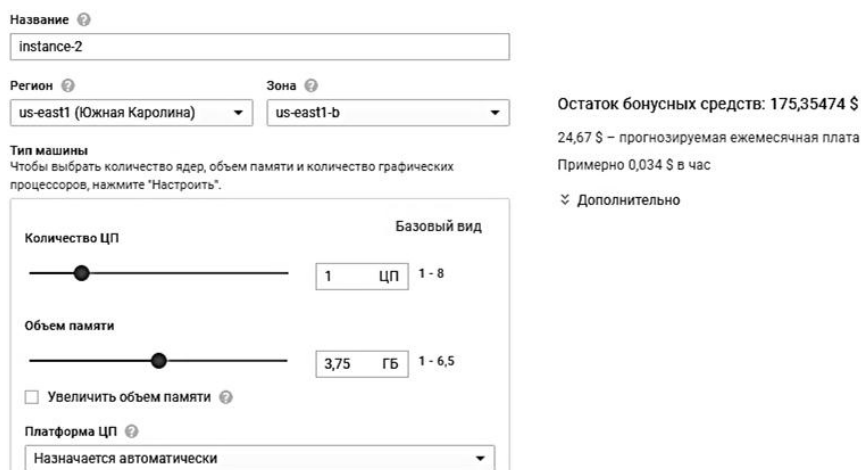 Название
instance-2
Регион
Зона
us-east1 (Южная Каролина)
us-east1-b
Тип машины
Чтобы выбрать количество ядер, объем памяти и количество графических
процессоров, нажмите "Настроить".
Базовый вид
Количество ЦП
1 ЦП 1 - 8
Объем памяти
3,75 ГБ 1 - 6,5
Увеличить объем памяти
Платформа ЦП
Назначается автоматически
Остаток бонусных средств: 175,35474 $
24,67 $ – прогнозируемая ежемесячная плата
Примерно 0,034 $ в час
Дополнительно